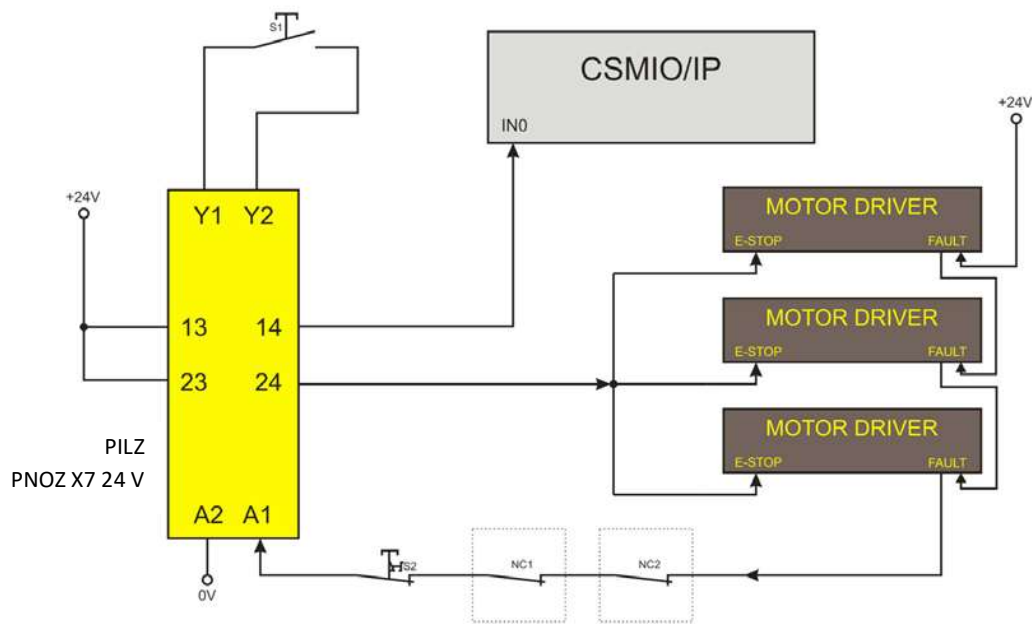 S1
CSMIO/IP
IN0
+24V
+24V
Y1 Y2
MOTOR DRIVER
E-STOP FAULT
13 14
MOTOR DRIVER
E-STOP FAULT
23 24
MOTOR DRIVER
E-STOP FAULT
PILZ
PNOZ X7 24 V
A2 A1
S2
NC1
NC2
0V